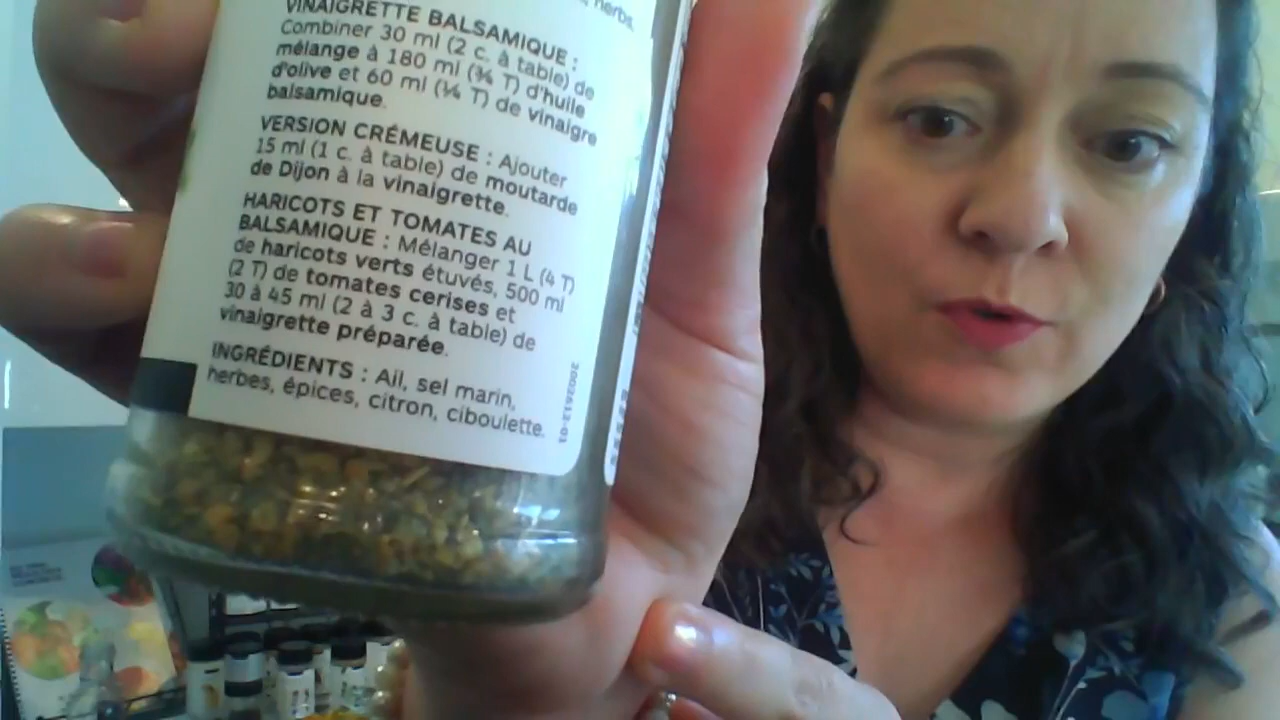 herbs,
VINAIGRETTE BALSAMIQUE :
Combiner 30 ml (2 c. à table) de
mélange à 180 ml (¾ T) d'huile
d'olive et 60 ml (¼ T) de vinaigre
balsamique.
VERSION CRÉMEUSE : Ajouter
15 ml (1 c. à table) de moutarde
de Dijon à la vinaigrette.
HARICOTS ET TOMATES AU
BALSAMIQUE : Mélanger 1 L (4 T)
de haricots verts étuvés, 500 ml
(2 T) de tomates cerises et
30 à 45 ml (2 à 3 c. à table) de
vinaigrette préparée.
INGRÉDIENTS : Ail, sel marin,
herbes, épices, citron, ciboulette.